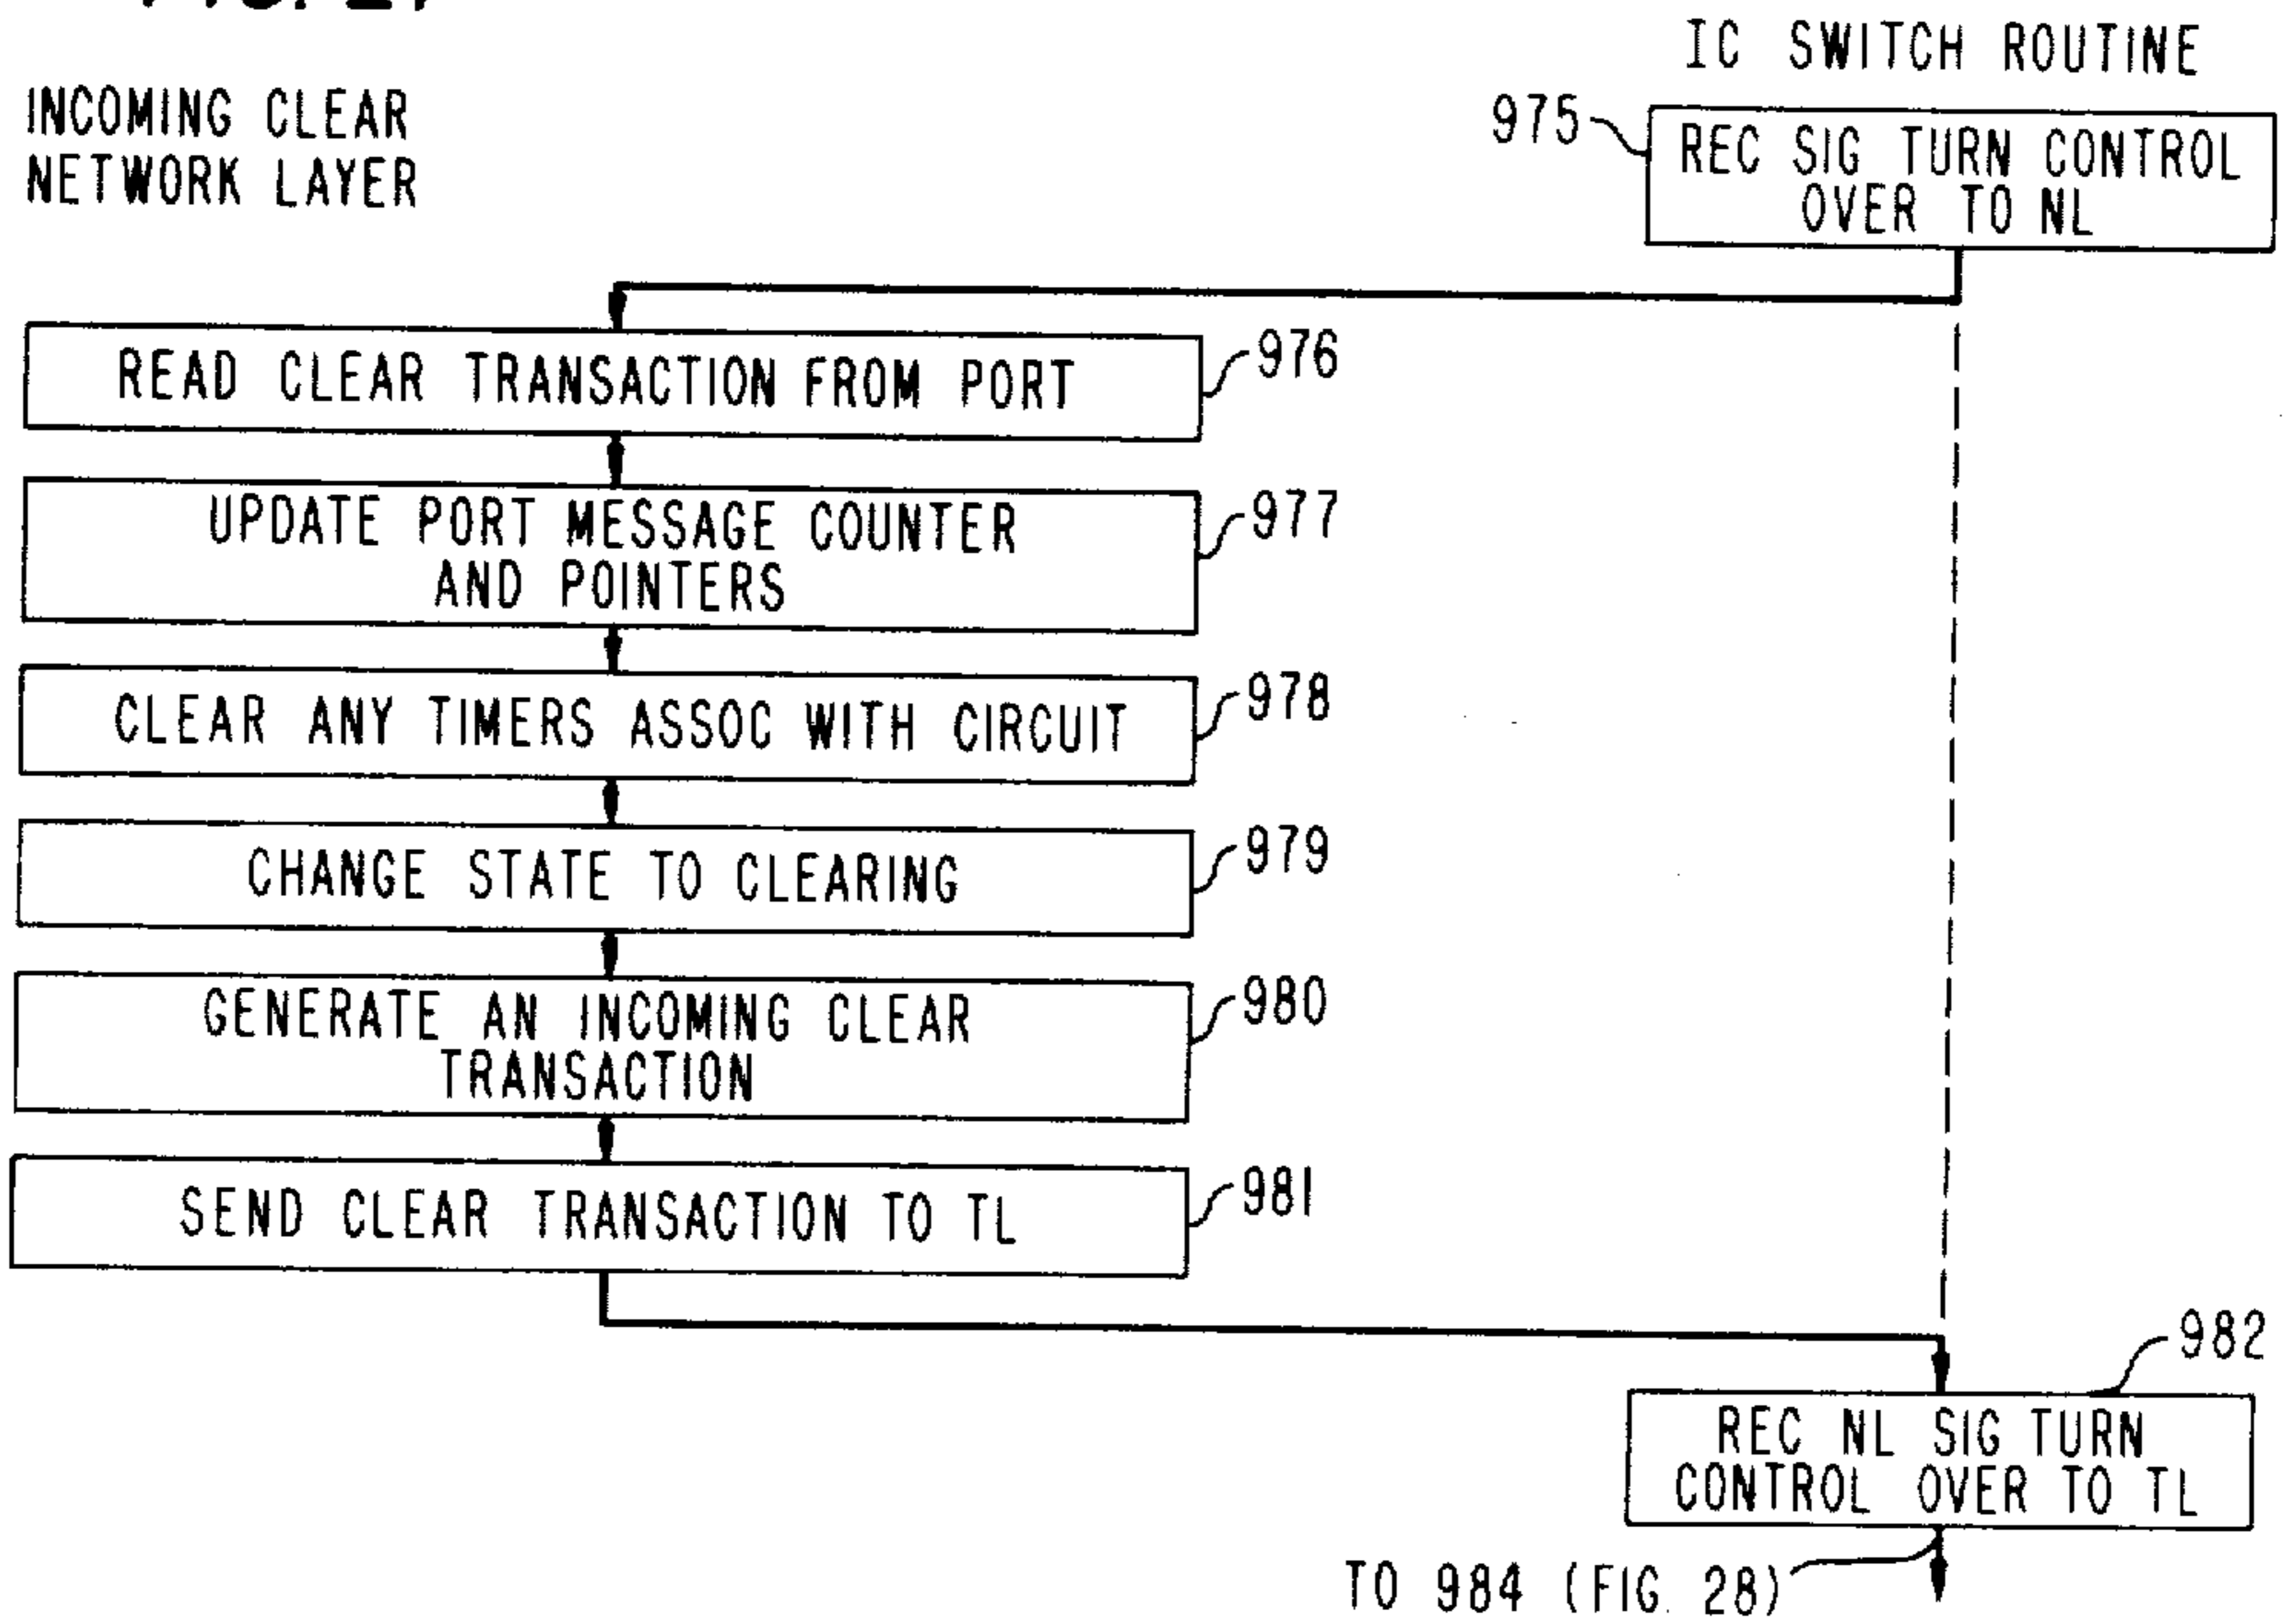 IC SWITCH ROUTINE
INCOMING CLEAR
NETWORK LAYER
975
REC SIG TURN CONTROL
OVER TO NL
READ CLEAR TRANSACTION FROM PORT
976
UPDATE PORT MESSAGE COUNTER
AND POINTERS
977
CLEAR ANY TIMERS ASSOC WITH CIRCUIT
978
CHANGE STATE TO CLEARING
979
GENERATE AN INCOMING CLEAR
TRANSACTION
980
SEND CLEAR TRANSACTION TO TL
981
982
REC NL SIG TURN
CONTROL OVER TO TL
TO 984 (FIG. 28)